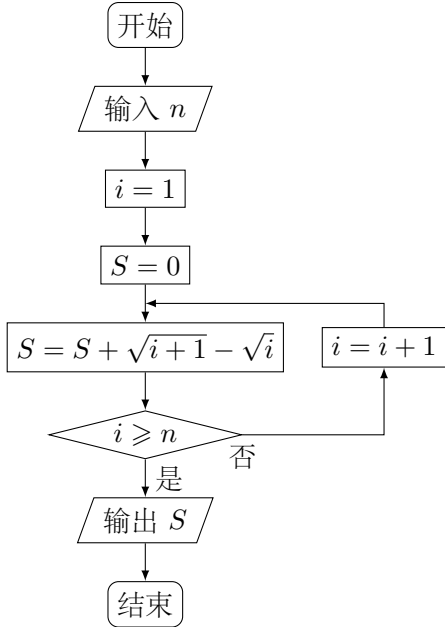 开始
输入 n
i = 1
S = 0
S = S + √(i + 1) − √i
i = i + 1
i ⩾ n
否
是
输出 S
结束